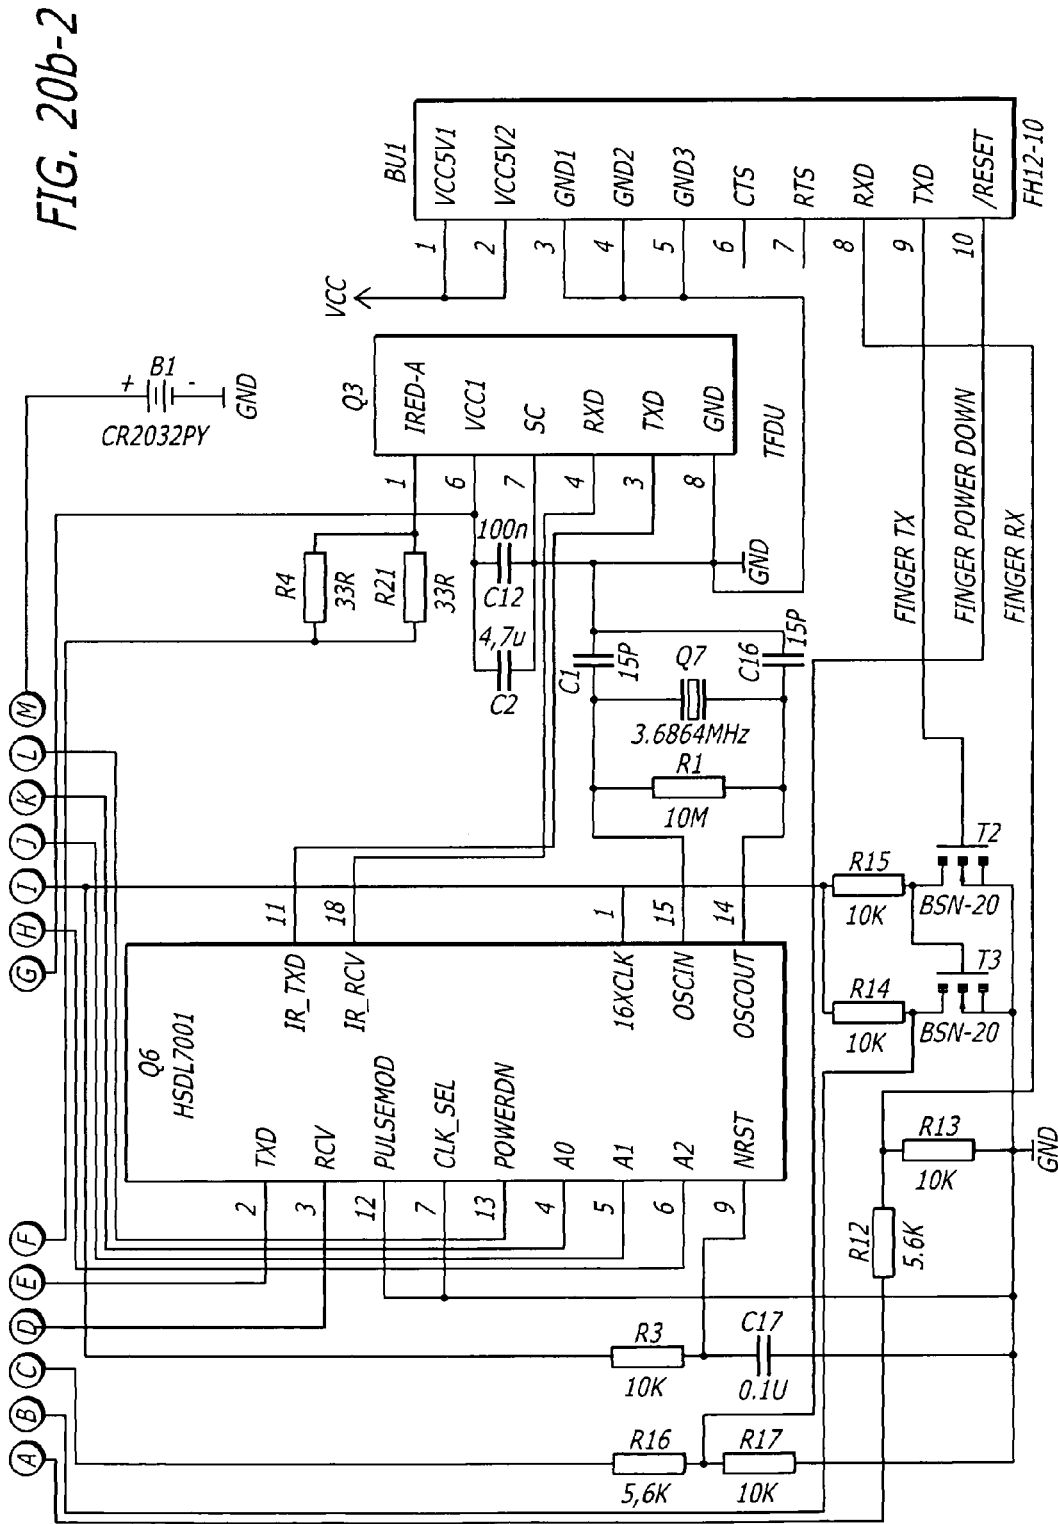 FIG. 20b-2
A
B
C
D
E
F
G
H
I
J
K
L
M
B1
+
-
CR2032PY
GND
VCC
BU1
1 VCC5V1
2 VCC5V2
3 GND1
4 GND2
5 GND3
6 CTS
7 RTS
8 RXD
9 TXD
10 /RESET
FH12-10
Q3
1 IRED-A
6 VCC1
7 SC
4 RXD
3 TXD
8 GND
TFDU
R4
33R
R21
33R
100n
C12
4,7u
C2
GND
C1
15P
C16
15P
Q7
3.6864MHz
R1
10M
FINGER TX
FINGER POWER DOWN
FINGER RX
Q6
HSDL7001
11 IR_TXD
18 IR_RCV
1 16XCLK
15 OSCIN
14 OSCOUT
2 TXD
3 RCV
12 PULSEMOD
7 CLK_SEL
13 POWERDN
4 A0
5 A1
6 A2
9 NRST
R15
10K
T2
BSN-20
R14
10K
T3
BSN-20
R13
10K
GND
R12
5.6K
R3
10K
C17
0.1U
R16
5,6K
R17
10K